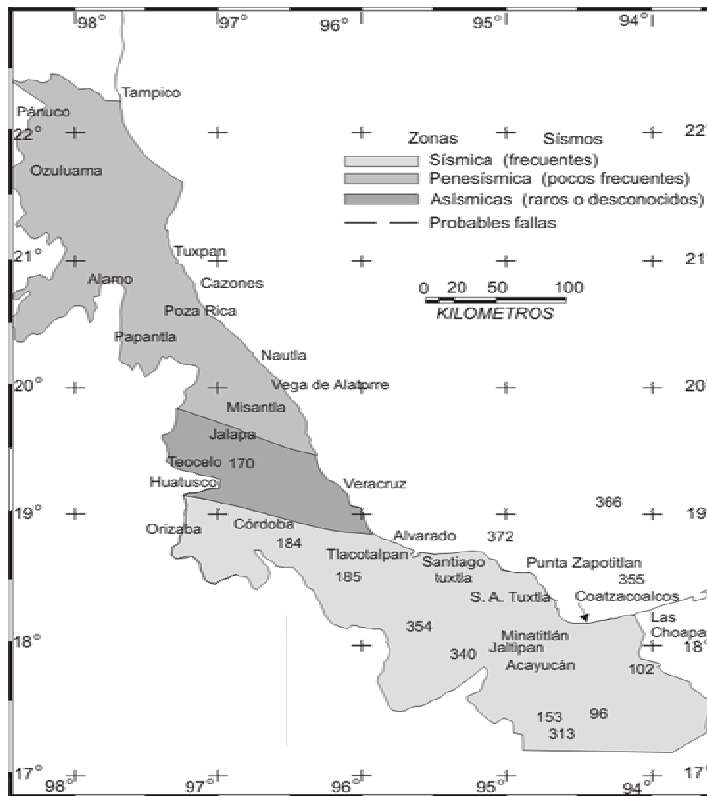 98° 97° 96° 95° 94°
Tampico
Pánuco
22° 22°
Zonas Sísmos
Sísmica (frecuentes)
Ozuluama
Penesísmica (pocos frecuentes)
Asísmicas (raros o desconocidos)
Probables fallas
Tuxpan
21° 21°
Alamo
Cazones
0 20 50 100
KILOMETROS
Poza Rica
Papantla
Nautla
20° Vega de Alatorre 20°
Misantla
Jalapa
Teocelo 170
Huatusco
Veracruz
366
19° 19°
Orizaba
Córdoba
184
Alvarado
372
Tlacotalpan
Santiago
tuxtla
Punta Zapotitlan
185
355
S. A. Tuxtla
Coatzacoalcos
354
Las
Choapa
Minatitlán
18° 18°
340
Jaltipan
Acayucán
102
153
96
313
17° 17°
98° 97° 96° 95° 94°